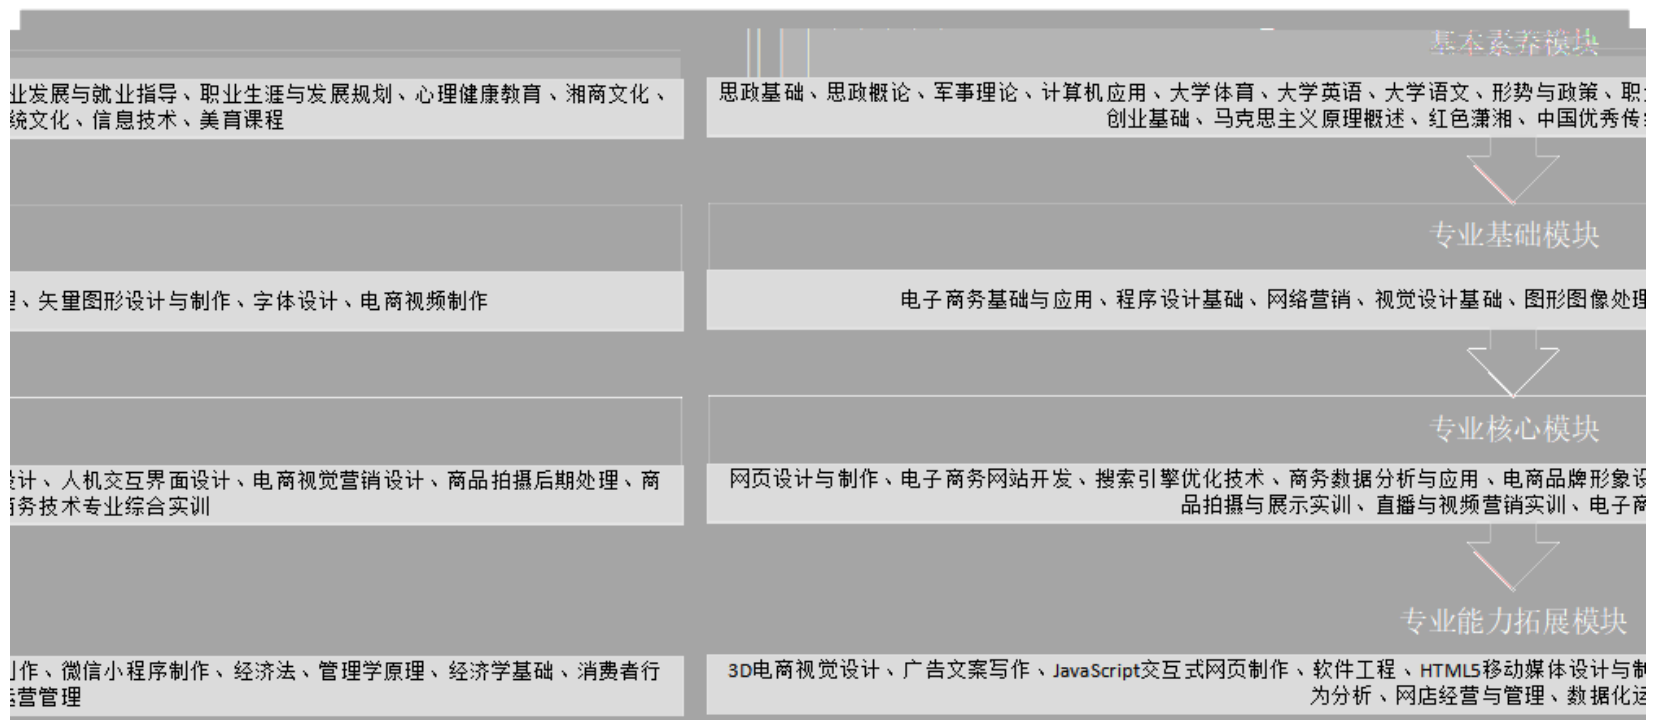 业发展与就业指导、职业生涯与发展规划、心理健康教育、湘商文化、
统文化、信息技术、美育课程
、矢量图形设计与制作、字体设计、电商视频制作
计、人机交互界面设计、电商视觉营销设计、商品拍摄后期处理、商
务技术专业综合实训
作、微信小程序制作、经济法、管理学原理、经济学基础、消费者行
营管理
基本素养模块
思政基础、思政概论、军事理论、计算机应用、大学体育、大学英语、大学语文、形势与政策、职
创业基础、马克思主义原理概述、红色潇湘、中国优秀传
专业基础模块
电子商务基础与应用、程序设计基础、网络营销、视觉设计基础、图形图像处理
专业核心模块
网页设计与制作、电子商务网站开发、搜索引擎优化技术、商务数据分析与应用、电商品牌形象设
品拍摄与展示实训、直播与视频营销实训、电子商
专业能力拓展模块
3D电商视觉设计、广告文案写作、JavaScript交互式网页制作、软件工程、HTML5移动媒体设计与制
为分析、网店经营与管理、数据化运